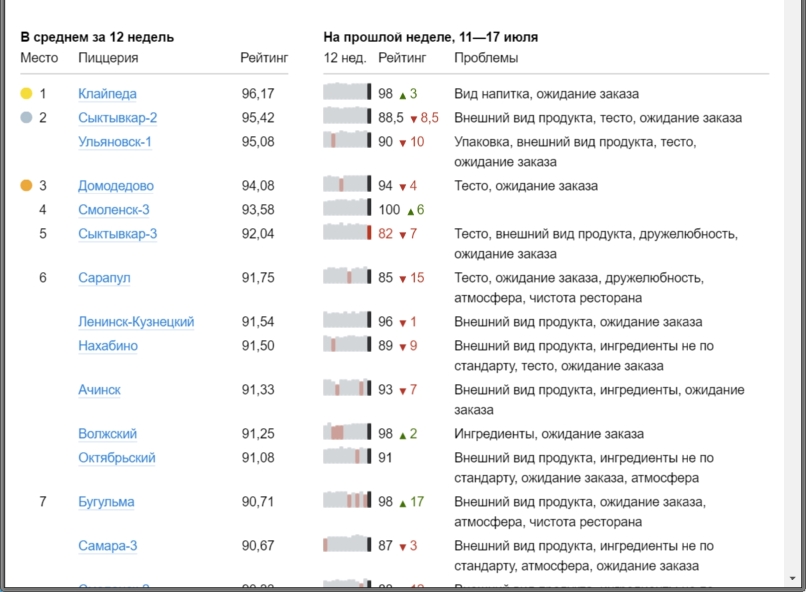 В среднем за 12 недель На прошлой неделе, 11—17 июля
Место Пиццерия Рейтинг 12 нед. Рейтинг Проблемы
1 Клайпеда 96,17 98 ▲ 3 Вид напитка, ожидание заказа
2 Сыктывкар-2 95,42 88,5 ▼ 8,5 Внешний вид продукта, тесто, ожидание заказа
Ульяновск-1 95,08 90 ▼ 10 Упаковка, внешний вид продукта, тесто,
ожидание заказа
3 Домодедово 94,08 94 ▼ 4 Тесто, ожидание заказа
4 Смоленск-3 93,58 100 ▲ 6
5 Сыктывкар-3 92,04 82 ▼ 7 Тесто, внешний вид продукта, дружелюбность,
ожидание заказа
6 Сарапул 91,75 85 ▼ 15 Тесто, ожидание заказа, дружелюбность,
атмосфера, чистота ресторана
Ленинск-Кузнецкий 91,54 96 ▼ 1 Внешний вид продукта, ожидание заказа
Нахабино 91,50 89 ▼ 9 Внешний вид продукта, ингредиенты не по
стандарту, тесто, ожидание заказа
Ачинск 91,33 93 ▼ 7 Внешний вид продукта, ингредиенты, ожидание
заказа
Волжский 91,25 98 ▲ 2 Ингредиенты, ожидание заказа
Октябрьский 91,08 91 Внешний вид продукта, ингредиенты не по
стандарту, ожидание заказа, атмосфера
7 Бугульма 90,71 98 ▲ 17 Внешний вид продукта, ожидание заказа,
атмосфера, чистота ресторана
Самара-3 90,67 87 ▼ 3 Внешний вид продукта, ингредиенты не по
стандарту, атмосфера, ожидание заказа